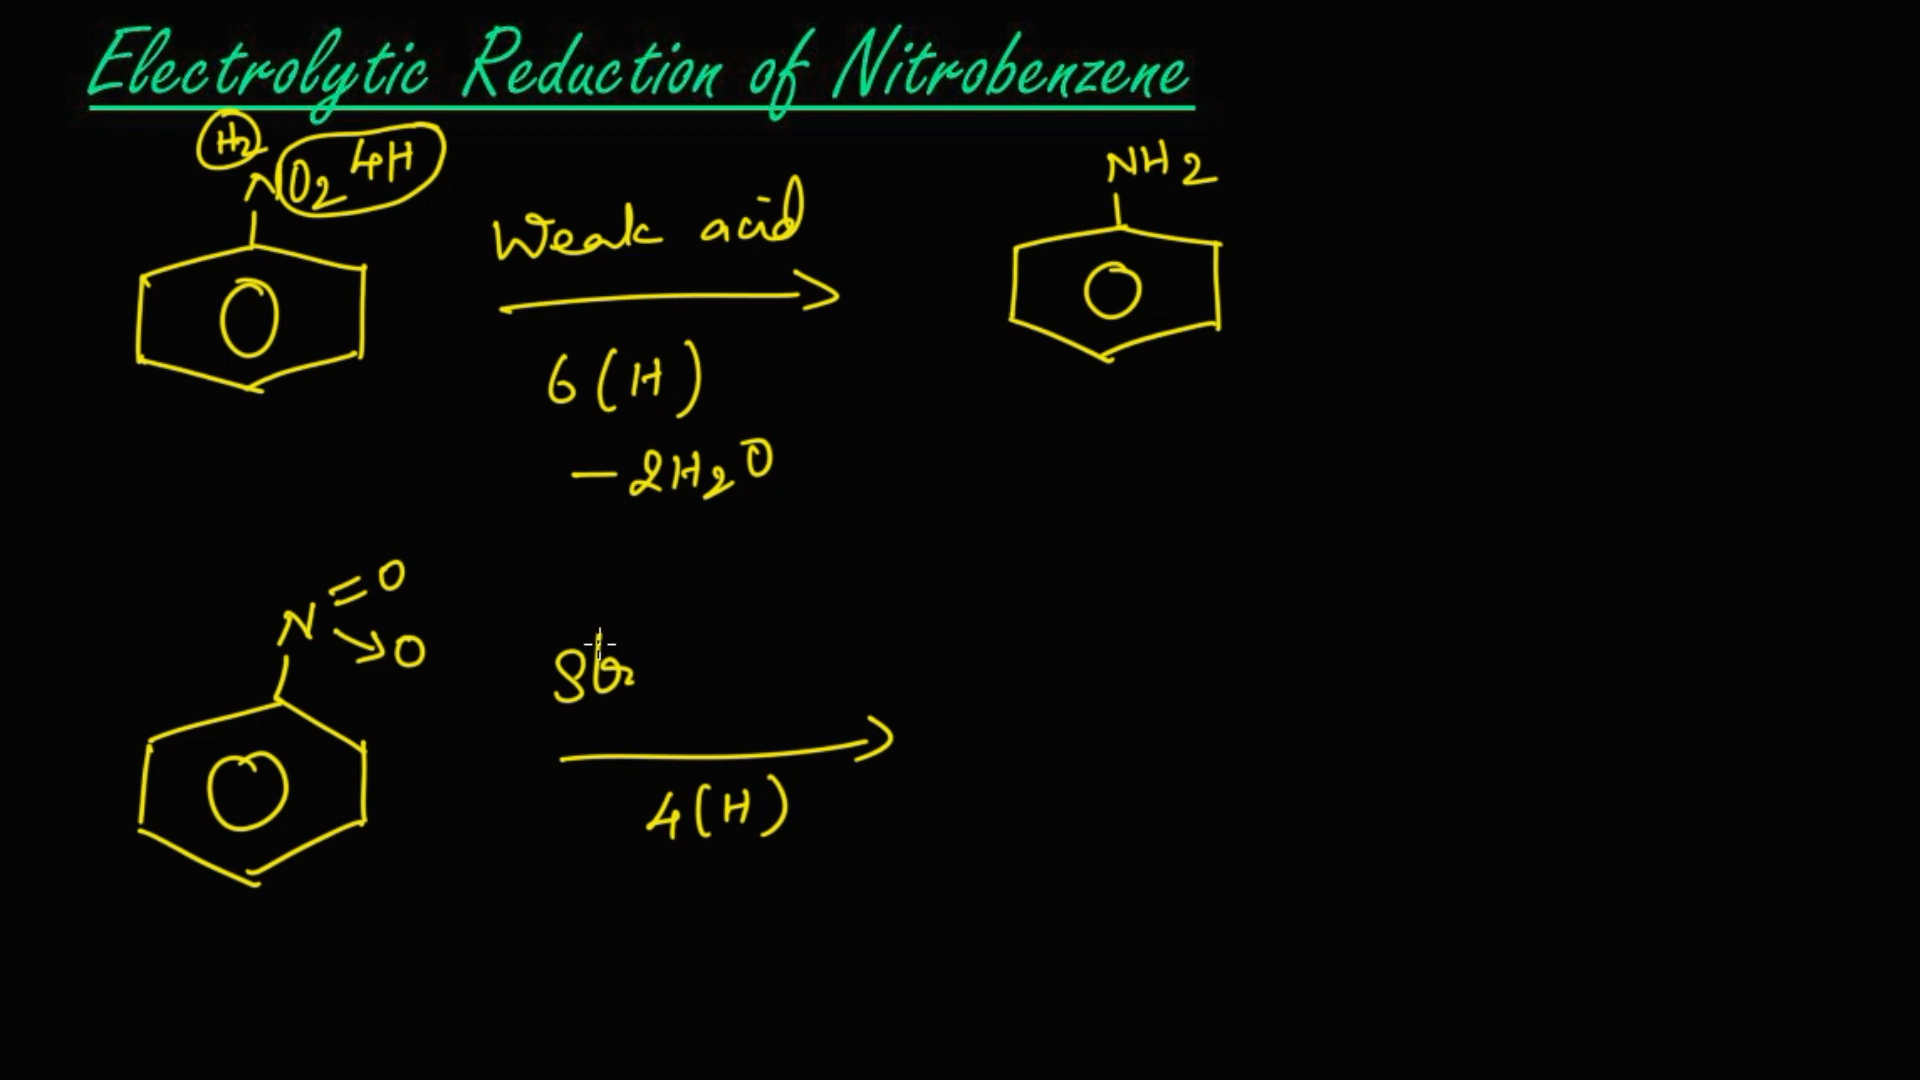 Electrolytic Reduction of Nitrobenzene
H2
NO2 4H
Weak acid
6 (H)
- 2H2O
NH2
N = O
→ O
4 (H)